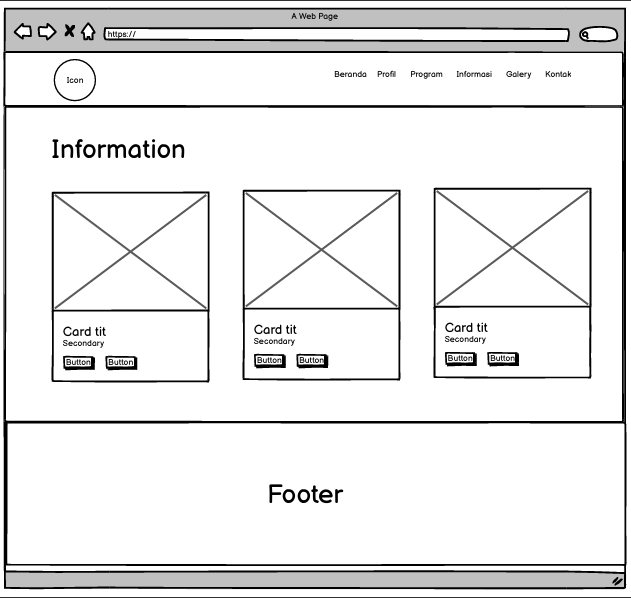 A Web Page
https://
Icon
Beranda Profil Program Informasi Galery Kontak
Information
Card tit
Secondary
Button Button
Card tit
Secondary
Button Button
Card tit
Secondary
Button Button
Footer